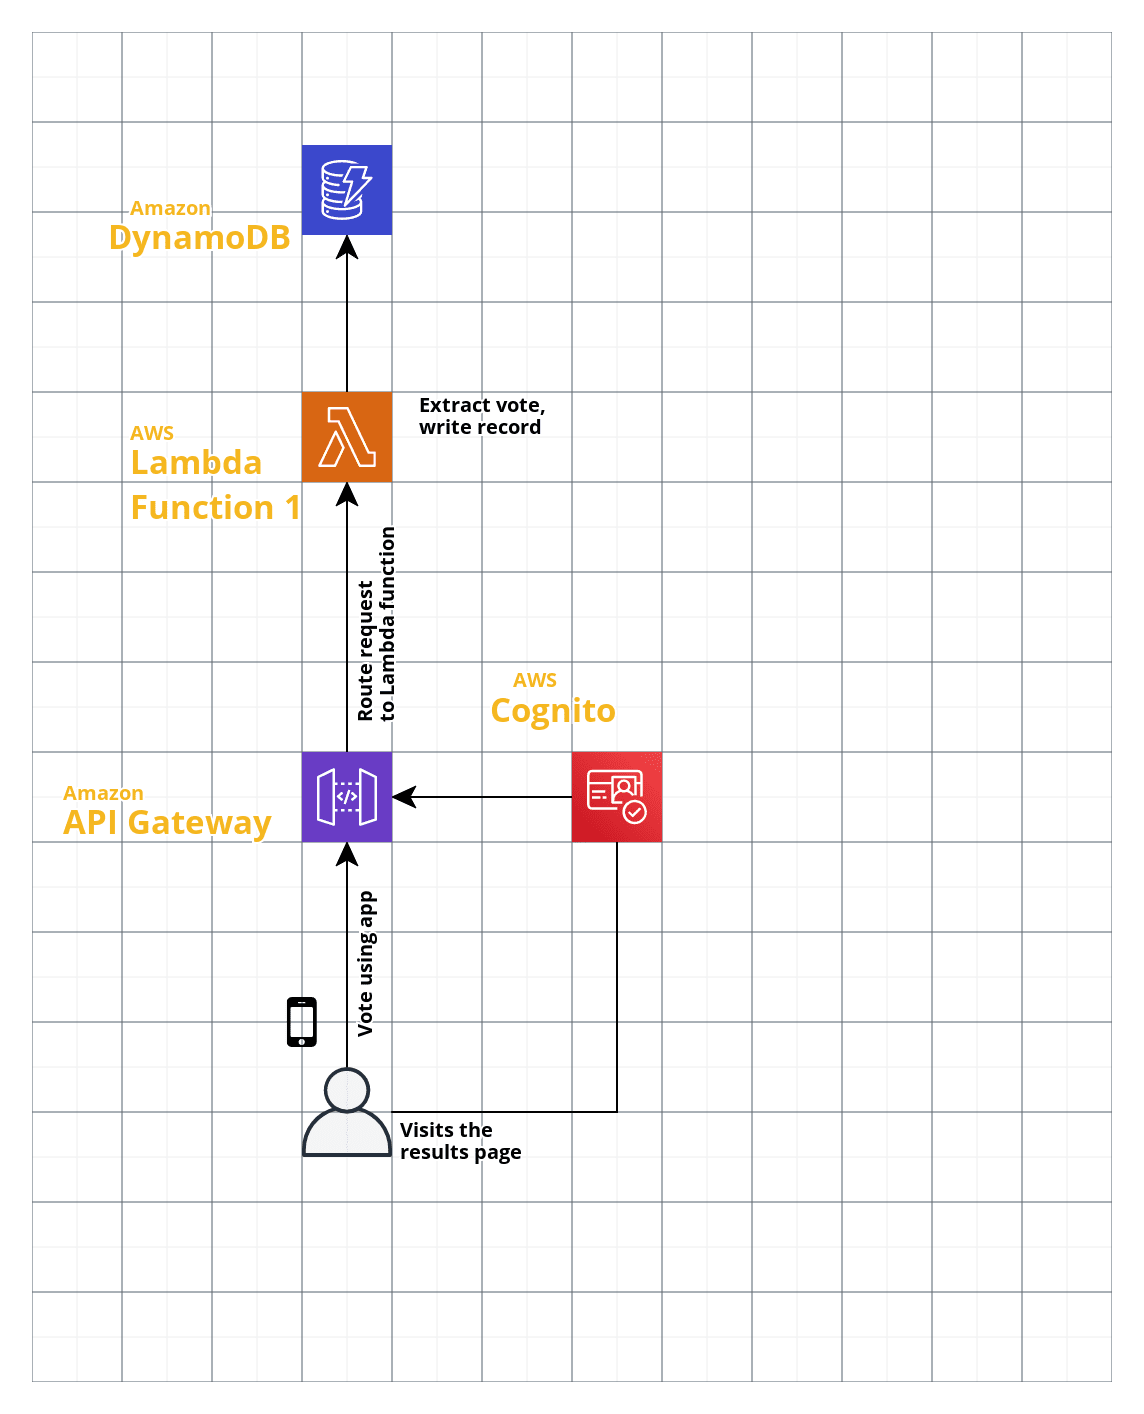 Amazon
DynamoDB
Extract vote,
write record
AWS
Lambda
Function 1
Route request
to Lambda function
AWS
Cognito
Amazon
API Gateway
Vote using app
Visits the
results page